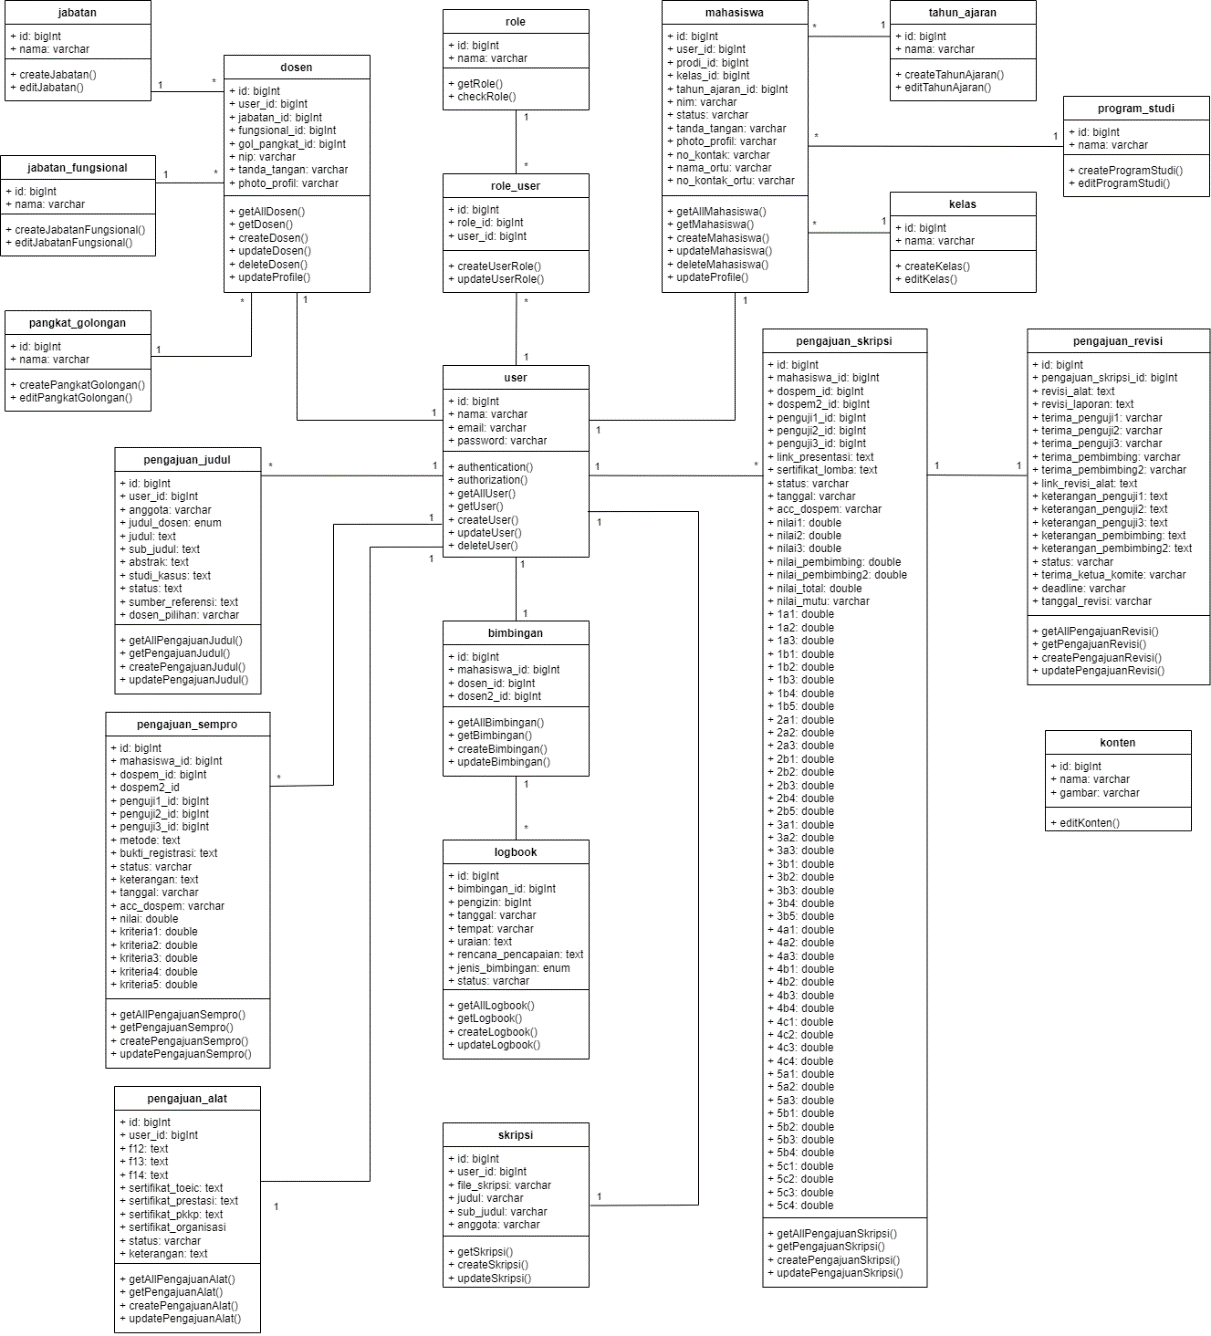 jabatan
+ id: bigInt
+ nama: varchar
+ createJabatan()
+ editJabatan()
1
*
dosen
+ id: bigInt
+ user_id: bigInt
+ jabatan_id: bigInt
+ fungsional_id: bigInt
+ gol_pangkat_id: bigInt
+ nip: varchar
+ tanda_tangan: varchar
+ photo_profil: varchar
+ getAllDosen()
+ getDosen()
+ createDosen()
+ updateDosen()
+ deleteDosen()
+ updateProfile()
jabatan_fungsional
+ id: bigInt
+ nama: varchar
+ createJabatanFungsional()
+ editJabatanFungsional()
1
*
pangkat_golongan
+ id: bigInt
+ nama: varchar
+ createPangkatGolongan()
+ editPangkatGolongan()
1
*
1
role
+ id: bigInt
+ nama: varchar
+ getRole()
+ checkRole()
1
*
role_user
+ id: bigInt
+ role_id: bigInt
+ user_id: bigInt
+ createUserRole()
+ updateUserRole()
*
1
mahasiswa
+ id: bigInt
+ user_id: bigInt
+ prodi_id: bigInt
+ kelas_id: bigInt
+ tahun_ajaran_id: bigInt
+ nim: varchar
+ status: varchar
+ tanda_tangan: varchar
+ photo_profil: varchar
+ no_kontak: varchar
+ nama_ortu: varchar
+ no_kontak_ortu: varchar
+ getAllMahasiswa()
+ getMahasiswa()
+ createMahasiswa()
+ updateMahasiswa()
+ deleteMahasiswa()
+ updateProfile()
1
*
1
tahun_ajaran
+ id: bigInt
+ nama: varchar
+ createTahunAjaran()
+ editTahunAjaran()
*
1
program_studi
+ id: bigInt
+ nama: varchar
+ createProgramStudi()
+ editProgramStudi()
*
1
kelas
+ id: bigInt
+ nama: varchar
+ createKelas()
+ editKelas()
user
+ id: bigInt
+ nama: varchar
+ email: varchar
+ password: varchar
+ authentication()
+ authorization()
+ getAllUser()
+ getUser()
+ createUser()
+ updateUser()
+ deleteUser()
1
1
1
1
1
1
1
1
*
*
pengajuan_judul
+ id: bigInt
+ user_id: bigInt
+ anggota: varchar
+ judul_dosen: enum
+ judul: text
+ sub_judul: text
+ abstrak: text
+ studi_kasus: text
+ status: text
+ sumber_referensi: text
+ dosen_pilihan: varchar
+ getAllPengajuanJudul()
+ getPengajuanJudul()
+ createPengajuanJudul()
+ updatePengajuanJudul()
pengajuan_sempro
+ id: bigInt
+ mahasiswa_id: bigInt
+ dospem_id: bigInt
+ dospem2_id
+ penguji1_id: bigInt
+ penguji2_id: bigInt
+ penguji3_id: bigInt
+ metode: text
+ bukti_registrasi: text
+ status: varchar
+ keterangan: text
+ tanggal: varchar
+ acc_dospem: varchar
+ nilai: double
+ kriteria1: double
+ kriteria2: double
+ kriteria3: double
+ kriteria4: double
+ kriteria5: double
+ getAllPengajuanSempro()
+ getPengajuanSempro()
+ createPengajuanSempro()
+ updatePengajuanSempro()
*
pengajuan_alat
+ id: bigInt
+ user_id: bigInt
+ f12: text
+ f13: text
+ f14: text
+ sertifikat_toeic: text
+ sertifikat_prestasi: text
+ sertifikat_pkkp: text
+ sertifikat_organisasi
+ status: varchar
+ keterangan: text
+ getAllPengajuanAlat()
+ getPengajuanAlat()
+ createPengajuanAlat()
+ updatePengajuanAlat()
1
bimbingan
+ id: bigInt
+ mahasiswa_id: bigInt
+ dosen_id: bigInt
+ dosen2_id: bigInt
+ getAllBimbingan()
+ getBimbingan()
+ createBimbingan()
+ updateBimbingan()
1
*
logbook
+ id: bigInt
+ bimbingan_id: bigInt
+ pengizin: bigInt
+ tanggal: varchar
+ tempat: varchar
+ uraian: text
+ rencana_pencapaian: text
+ jenis_bimbingan: enum
+ status: varchar
+ getAllLogbook()
+ getLogbook()
+ createLogbook()
+ updateLogbook()
skripsi
+ id: bigInt
+ user_id: bigInt
+ file_skripsi: varchar
+ judul: varchar
+ sub_judul: varchar
+ anggota: varchar
+ getSkripsi()
+ createSkripsi()
+ updateSkripsi()
1
pengajuan_skripsi
+ id: bigInt
+ mahasiswa_id: bigInt
+ dospem_id: bigInt
+ dospem2_id: bigInt
+ penguji1_id: bigInt
+ penguji2_id: bigInt
+ penguji3_id: bigInt
+ link_presentasi: text
+ sertifikat_lomba: text
+ status: varchar
+ tanggal: varchar
+ acc_dospem: varchar
+ nilai1: double
+ nilai2: double
+ nilai3: double
+ nilai_pembimbing: double
+ nilai_pembimbing2: double
+ nilai_total: double
+ nilai_mutu: varchar
+ 1a1: double
+ 1a2: double
+ 1a3: double
+ 1b1: double
+ 1b2: double
+ 1b3: double
+ 1b4: double
+ 1b5: double
+ 2a1: double
+ 2a2: double
+ 2a3: double
+ 2b1: double
+ 2b2: double
+ 2b3: double
+ 2b4: double
+ 2b5: double
+ 3a1: double
+ 3a2: double
+ 3a3: double
+ 3b1: double
+ 3b2: double
+ 3b3: double
+ 3b4: double
+ 3b5: double
+ 4a1: double
+ 4a2: double
+ 4a3: double
+ 4b1: double
+ 4b2: double
+ 4b3: double
+ 4b4: double
+ 4c1: double
+ 4c2: double
+ 4c3: double
+ 4c4: double
+ 5a1: double
+ 5a2: double
+ 5a3: double
+ 5b1: double
+ 5b2: double
+ 5b3: double
+ 5b4: double
+ 5c1: double
+ 5c2: double
+ 5c3: double
+ 5c4: double
+ getAllPengajuanSkripsi()
+ getPengajuanSkripsi()
+ createPengajuanSkripsi()
+ updatePengajuanSkripsi()
1
1
pengajuan_revisi
+ id: bigInt
+ pengajuan_skripsi_id: bigInt
+ revisi_alat: text
+ revisi_laporan: text
+ terima_penguji1: varchar
+ terima_penguji2: varchar
+ terima_penguji3: varchar
+ terima_pembimbing: varchar
+ terima_pembimbing2: varchar
+ link_revisi_alat: text
+ keterangan_penguji1: text
+ keterangan_penguji2: text
+ keterangan_penguji3: text
+ keterangan_pembimbing: text
+ keterangan_pembimbing2: text
+ status: varchar
+ terima_ketua_komite: varchar
+ deadline: varchar
+ tanggal_revisi: varchar
+ getAllPengajuanRevisi()
+ getPengajuanRevisi()
+ createPengajuanRevisi()
+ updatePengajuanRevisi()
konten
+ id: bigInt
+ nama: varchar
+ gambar: varchar
+ editKonten()